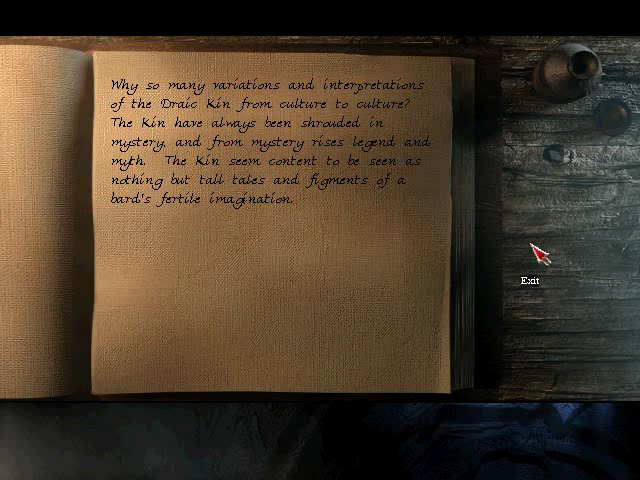 Why so many variations and interpretations
of the Draic Kin from culture to culture?
The Kin have always been shrouded in
mystery, and from mystery rises legend and
myth. The Kin seem content to be seen as
nothing but tall tales and figments of a
bard's fertile imagination.
Exit